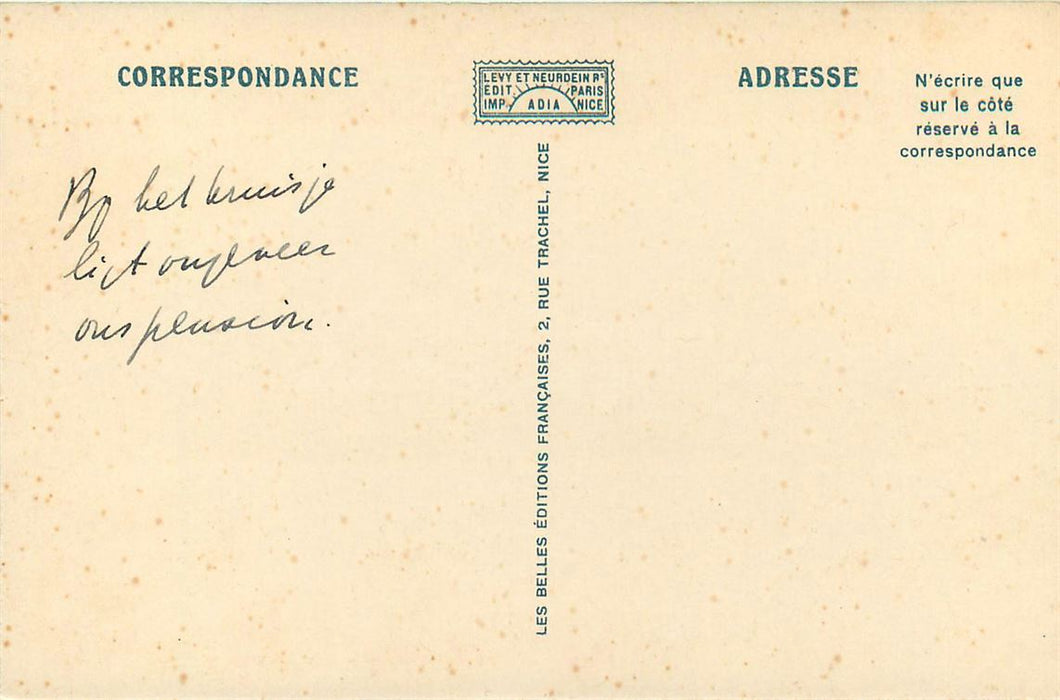 CORRESPONDANCE
LEVY ET NEURDEIN Rs
EDIT. PARIS
IMP. ADIA NICE
ADRESSE
N'écrire que
sur le côté
réservé à la
correspondance
By het kruisje
ligt ongeveer
ons pension.
LES BELLES ÉDITIONS FRANÇAISES, 2, RUE TRACHEL, NICE